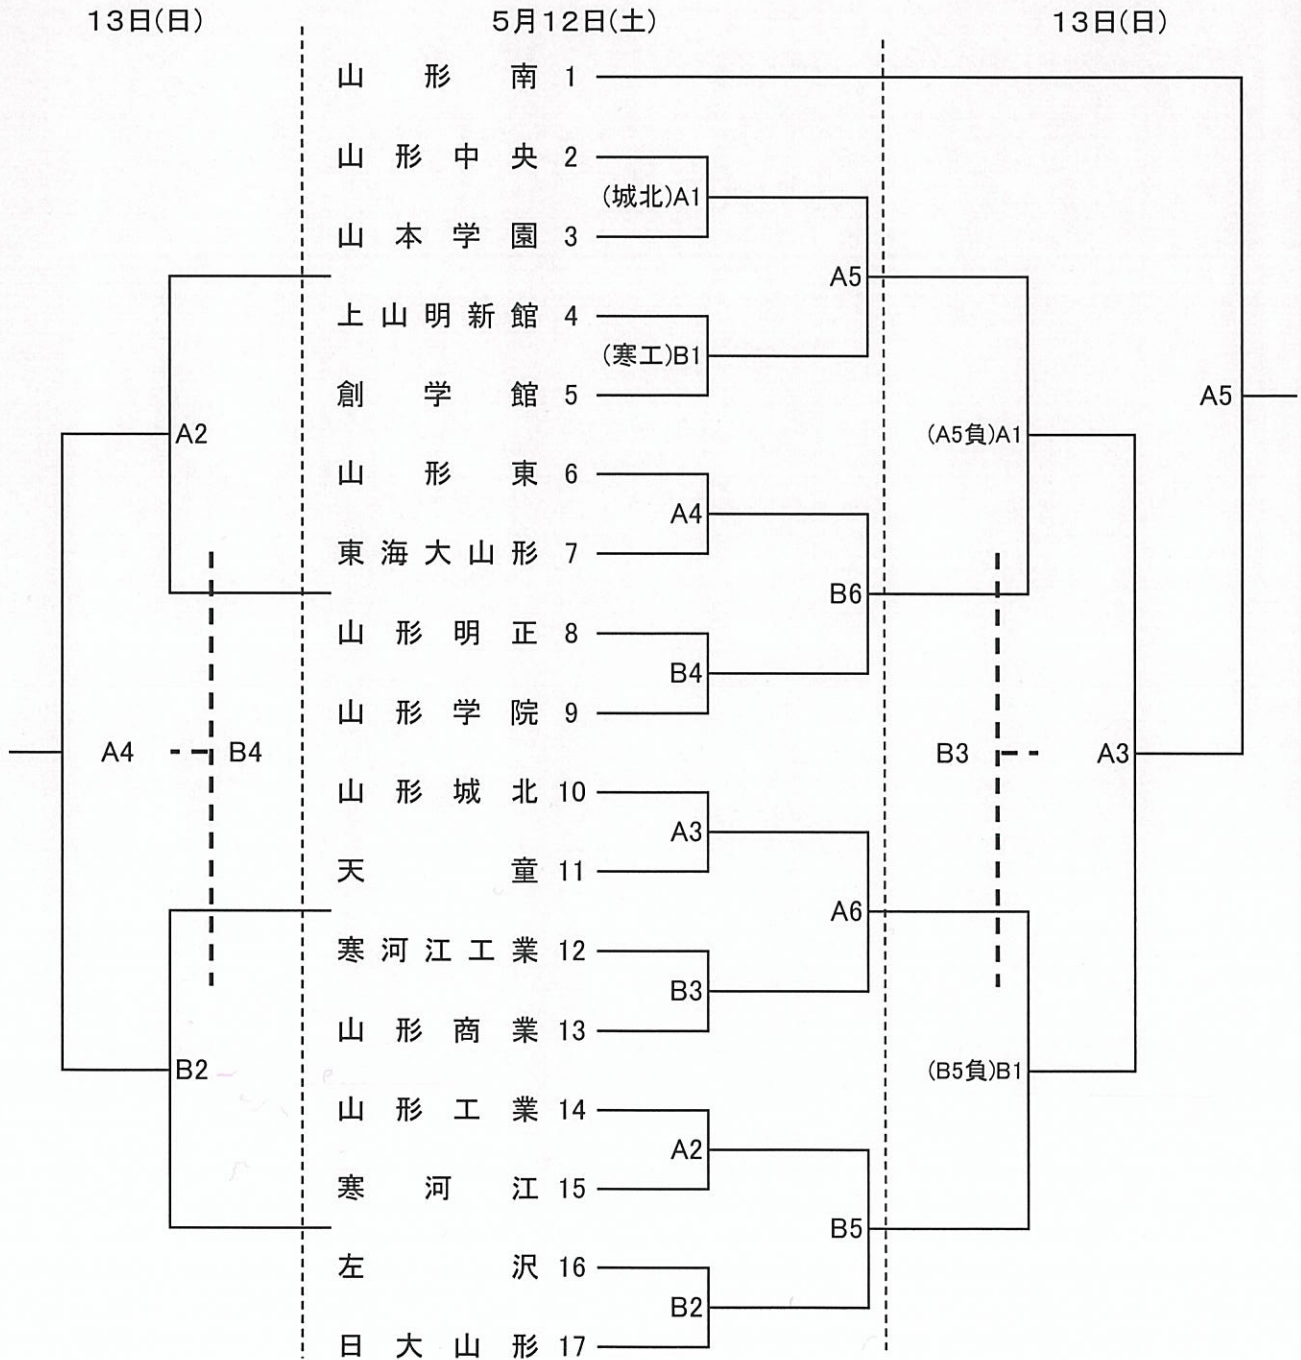 13日(日) 5月12日(土) 13日(日)
山形南 1
山形中央 2
(城北)A1
山本学園 3
A5
上山明新館 4
(寒工)B1
創学館 5
A5
A2
(A5負)A1
山形東 6
A4
東海大山形 7
B6
山形明正 8
B4
山形学院 9
A4 B4 B3 A3
山形城北 10
A3
天童 11
A6
寒河江工業 12
B3
山形商業 13
B2
(B5負)B1
山形工業 14
A2
寒河江 15
B5
左沢 16
B2
日大山形 17